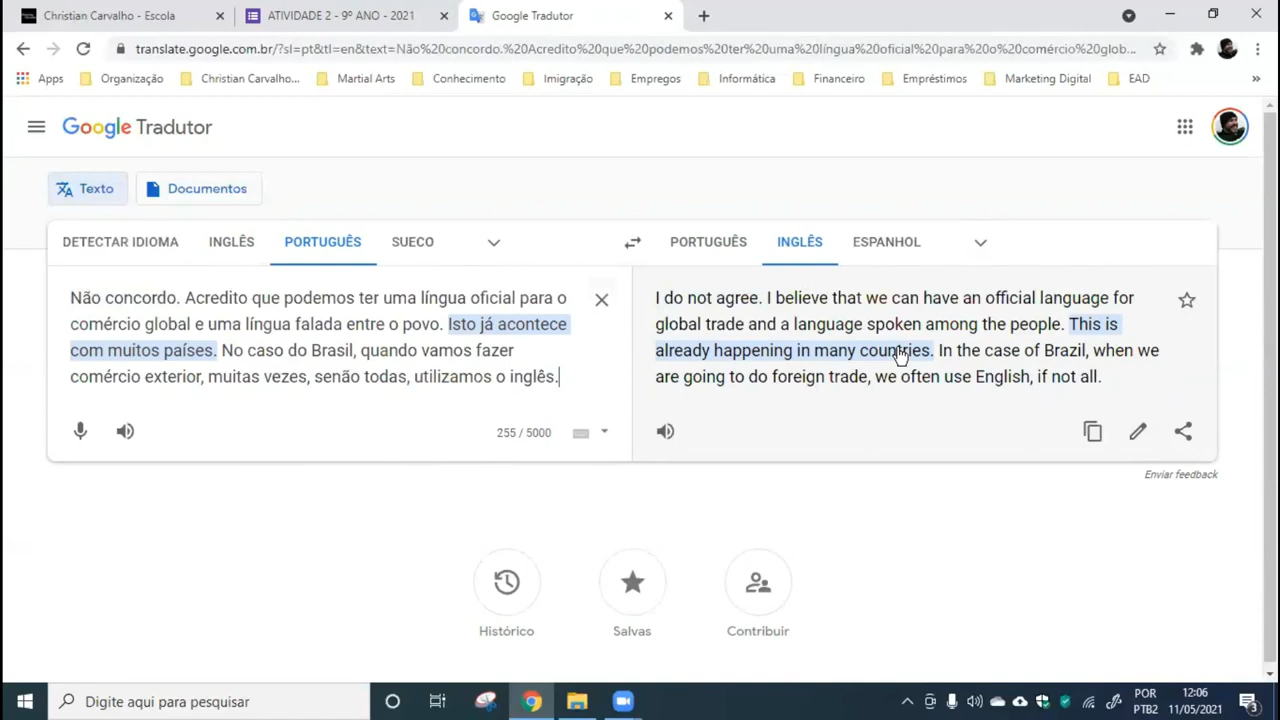 Christian Carvalho - Escola
ATIVIDADE 2 - 9º ANO - 2021
Google Tradutor
translate.google.com.br/?sl=pt&tl=en&text=Não%20concordo.%20Acredito%20que%20podemos%20ter%20uma%20língua%20oficial%20para%20o%20comércio%20glob...
Apps
Organização
Christian Carvalho...
Martial Arts
Conhecimento
Imigração
Empregos
Informática
Financeiro
Empréstimos
Marketing Digital
EAD
»
Google Tradutor
Texto
Documentos
DETECTAR IDIOMA
INGLÊS
PORTUGUÊS
SUECO
PORTUGUÊS
INGLÊS
ESPANHOL
Não concordo. Acredito que podemos ter uma língua oficial para o
comércio global e uma língua falada entre o povo. Isto já acontece
com muitos países. No caso do Brasil, quando vamos fazer
comércio exterior, muitas vezes, senão todas, utilizamos o inglês.
255 / 5000
I do not agree. I believe that we can have an official language for
global trade and a language spoken among the people. This is
already happening in many countries. In the case of Brazil, when we
are going to do foreign trade, we often use English, if not all.
Enviar feedback
Histórico
Salvas
Contribuir
Digite aqui para pesquisar
POR
PTB2
12:06
11/05/2021
3